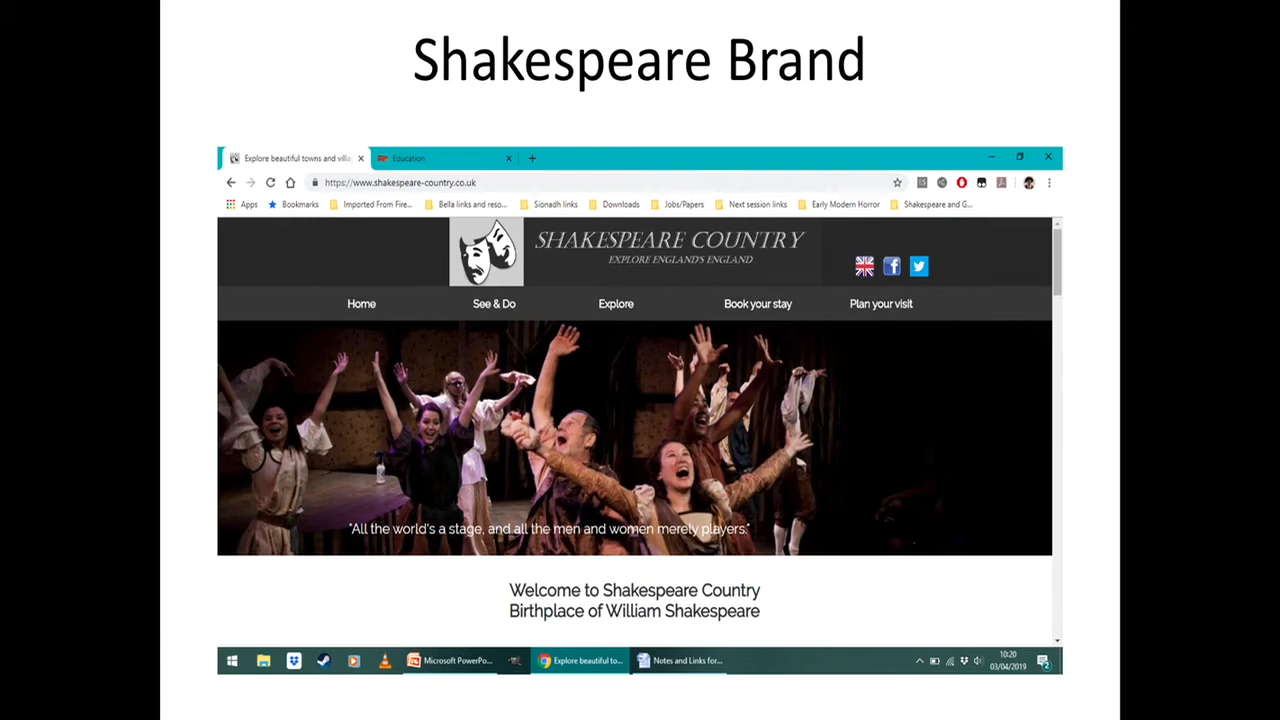 Shakespeare Brand
Explore beautiful towns and villa
Education
https://www.shakespeare-country.co.uk
Apps
Bookmarks
Imported From Fire...
Bella links and reso...
Sionadh links
Downloads
Jobs/Papers
Next session links
Early Modern Horror
Shakespeare and G...
SHAKESPEARE COUNTRY
EXPLORE ENGLAND'S ENGLAND
Home
See & Do
Explore
Book your stay
Plan your visit
"All the world's a stage, and all the men and women merely players."
Welcome to Shakespeare Country
Birthplace of William Shakespeare
Microsoft PowerPo...
Explore beautiful to...
Notes and Links for...
10:20
03/04/2019